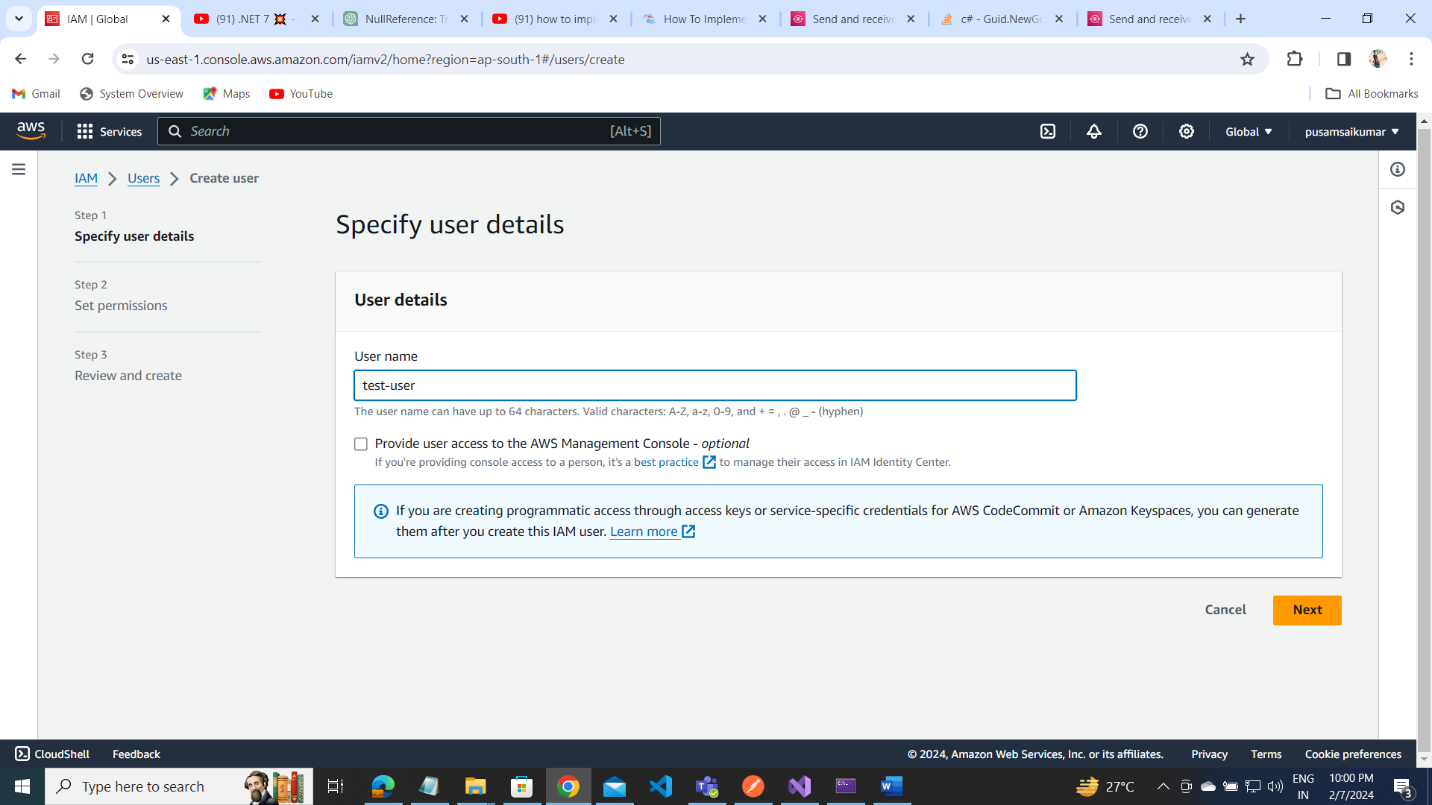 IAM | Global
(91) .NET 7 💥 -
NullReference: Tr
(91) how to impl
How To Impleme
Send and receive
c# - Guid.NewGu
Send and receive
us-east-1.console.aws.amazon.com/iamv2/home?region=ap-south-1#/users/create
Gmail
System Overview
Maps
YouTube
All Bookmarks
aws
Services
Search
[Alt+S]
Global
pusamsaikumar
IAM > Users > Create user
Step 1
Specify user details
Step 2
Set permissions
Step 3
Review and create
Specify user details
User details
User name
test-user
The user name can have up to 64 characters. Valid characters: A-Z, a-z, 0-9, and + = , . @ _ - (hyphen)
Provide user access to the AWS Management Console - optional
If you're providing console access to a person, it's a best practice to manage their access in IAM Identity Center.
If you are creating programmatic access through access keys or service-specific credentials for AWS CodeCommit or Amazon Keyspaces, you can generate
them after you create this IAM user. Learn more
Cancel
Next
CloudShell
Feedback
© 2024, Amazon Web Services, Inc. or its affiliates.
Privacy
Terms
Cookie preferences
Type here to search
27°C
ENG
IN
10:00 PM
2/7/2024
3